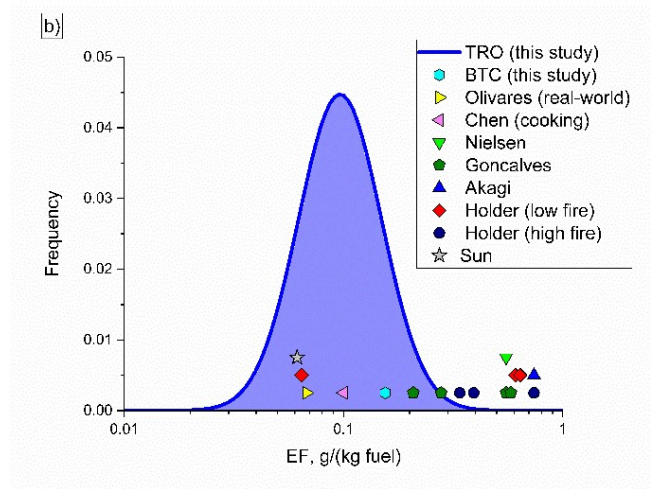 b)
0.05
0.04
0.03
0.02
0.01
0.00
Frequency
0.01
0.1
1
EF, g/(kg fuel)
TRO (this study)
BTC (this study)
Olivares (real-world)
Chen (cooking)
Nielsen
Goncalves
Akagi
Holder (low fire)
Holder (high fire)
Sun